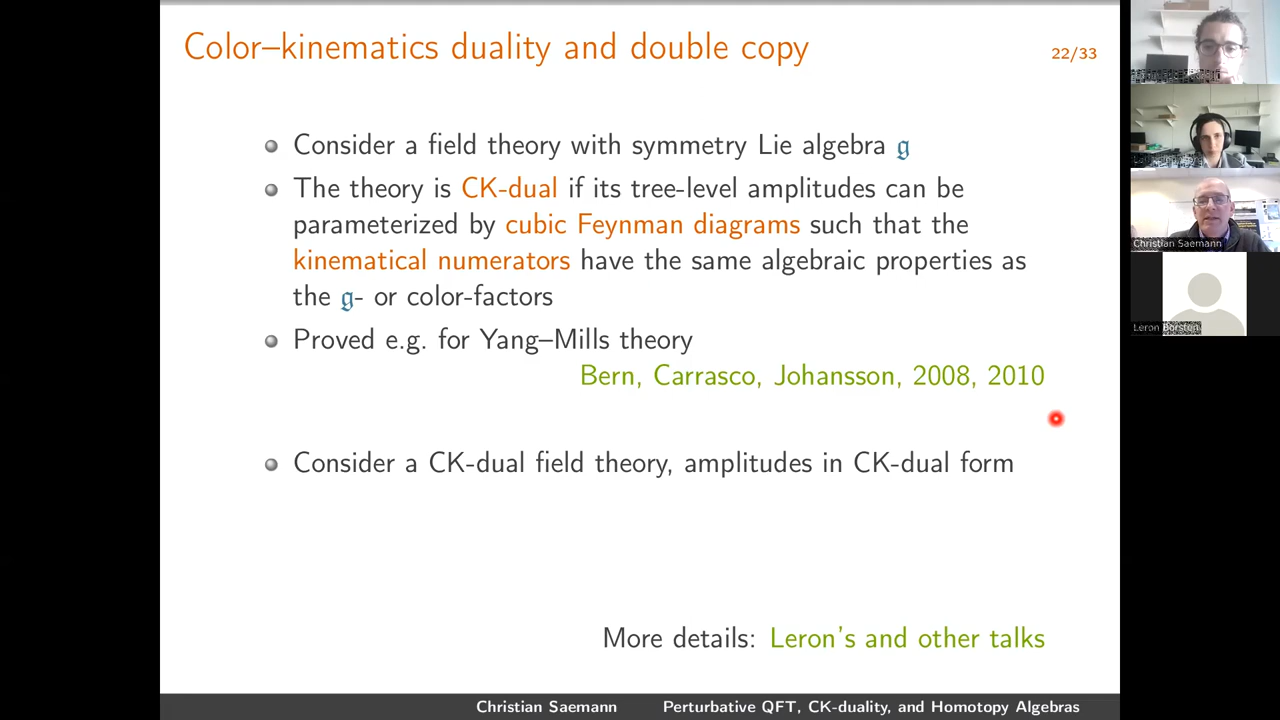 Color–kinematics duality and double copy
22/33
Consider a field theory with symmetry Lie algebra 𝔤
The theory is CK-dual if its tree-level amplitudes can be
parameterized by cubic Feynman diagrams such that the
kinematical numerators have the same algebraic properties as
the 𝔤- or color-factors
Proved e.g. for Yang–Mills theory
Bern, Carrasco, Johansson, 2008, 2010
Consider a CK-dual field theory, amplitudes in CK-dual form
More details: Leron's and other talks
Christian Saemann Perturbative QFT, CK-duality, and Homotopy Algebras
Christian Saemann
Leron Borsten